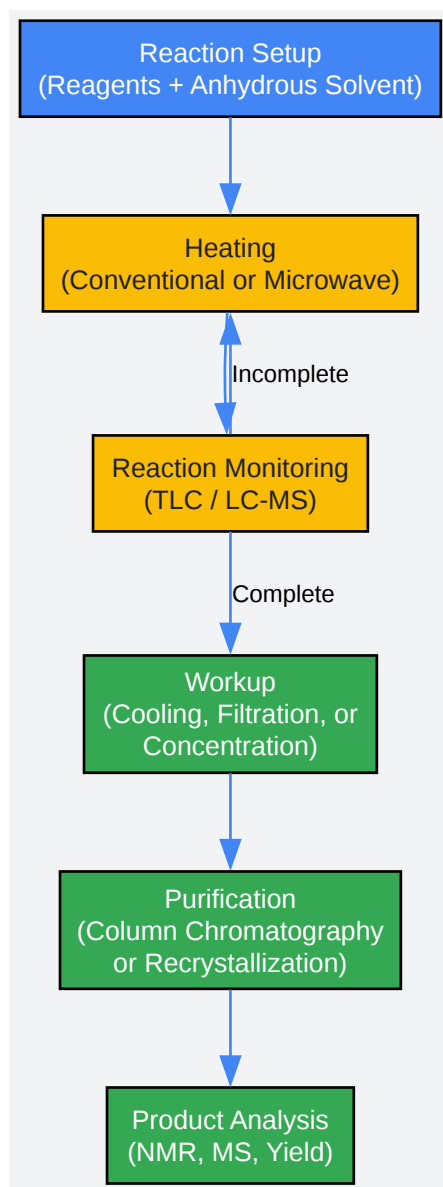 Reaction Setup
(Reagents + Anhydrous Solvent)
Heating
(Conventional or Microwave)
Incomplete
Reaction Monitoring
(TLC / LC-MS)
Complete
Workup
(Cooling, Filtration, or
Concentration)
Purification
(Column Chromatography
or Recrystallization)
Product Analysis
(NMR, MS, Yield)